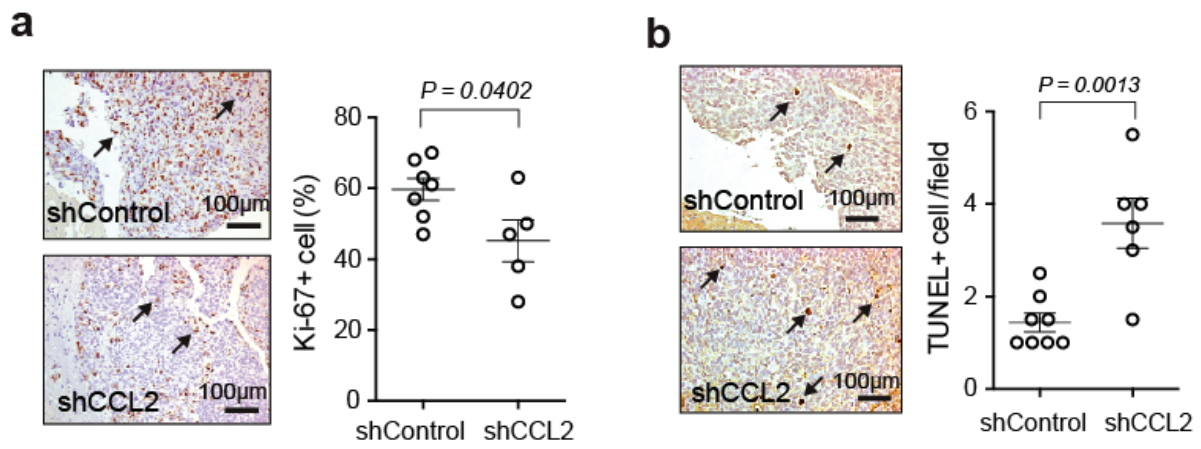 a
shControl
100μm
shCCL2
100μm
P = 0.0402
Ki-67+ cell (%)
80
60
40
20
0
shControl shCCL2
b
shControl
100μm
shCCL2
100μm
P = 0.0013
TUNEL+ cell /field
6
4
2
0
shControl shCCL2